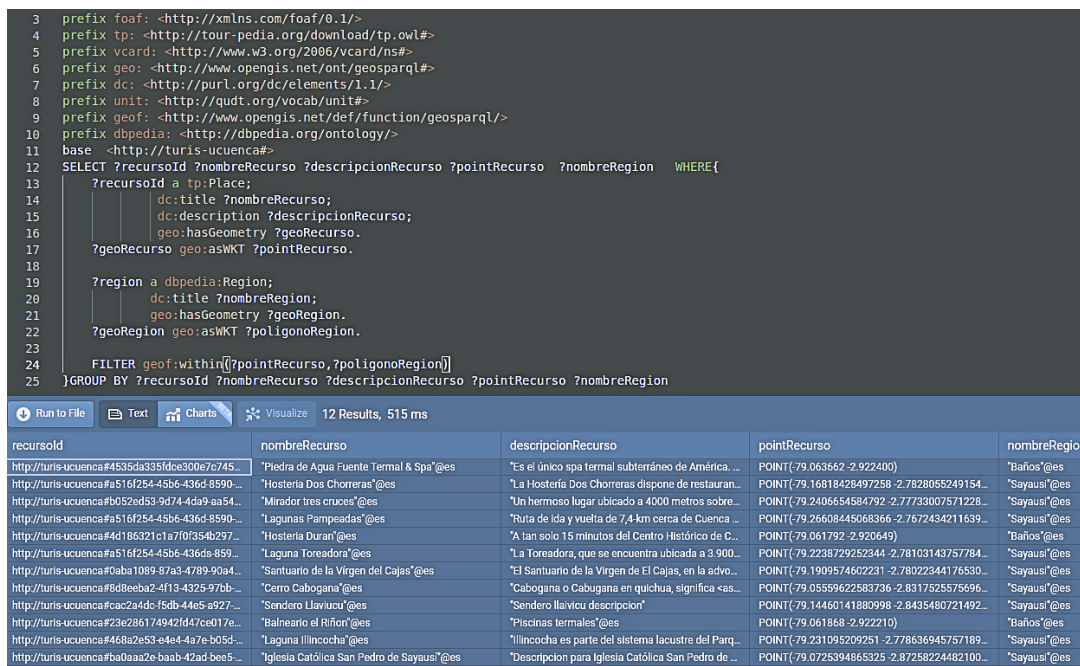 3 prefix foaf: <http://xmlns.com/foaf/0.1/>
4 prefix tp: <http://tour-pedia.org/download/tp.owl#>
5 prefix vcard: <http://www.w3.org/2006/vcard/ns#>
6 prefix geo: <http://www.opengis.net/ont/geosparql#>
7 prefix dc: <http://purl.org/dc/elements/1.1/>
8 prefix unit: <http://qudt.org/vocab/unit#>
9 prefix geof: <http://www.opengis.net/def/function/geosparql/>
10 prefix dbpedia: <http://dbpedia.org/ontology/>
11 base <http://turis-ucuenca#>
12 SELECT ?recursoId ?nombreRecurso ?descripcionRecurso ?pointRecurso ?nombreRegion WHERE{
13 ?recursoId a tp:Place;
14 dc:title ?nombreRecurso;
15 dc:description ?descripcionRecurso;
16 geo:hasGeometry ?geoRecurso.
17 ?geoRecurso geo:asWKT ?pointRecurso.
18
19 ?region a dbpedia:Region;
20 dc:title ?nombreRegion;
21 geo:hasGeometry ?geoRegion.
22 ?geoRegion geo:asWKT ?poligonoRegion.
23
24 FILTER geof:within(?pointRecurso,?poligonoRegion)
25 }GROUP BY ?recursoId ?nombreRecurso ?descripcionRecurso ?pointRecurso ?nombreRegion
Run to File Text Charts Visualize 12 Results, 515 ms
recursoId nombreRecurso descripcionRecurso pointRecurso nombreRegio
http://turis-ucuenca#4535da335fdce300e7c745... "Piedra de Agua Fuente Termal & Spa"@es "Es el único spa termal subterráneo de América. ... POINT(-79.063662 -2.922400) "Baños"@es
http://turis-ucuenca#a516f254-45b6-436d-8590-... "Hosteria Dos Chorreras"@es "La Hostería Dos Chorreras dispone de restauran... POINT(-79.16818428497258 -2.7828055249154... "Sayausi"@es
http://turis-ucuenca#b052ed53-9d74-4da9-aa54... "Mirador tres cruces"@es "Un hermoso lugar ubicado a 4000 metros sobre... POINT(-79.2406654584792 -2.77733007571228... "Sayausi"@es
http://turis-ucuenca#a516f254-45b6-436d-8590-... "Lagunas Pampeadas"@es "Ruta de ida y vuelta de 7,4-km cerca de Cuenca ... POINT(-79.26608445068366 -2.7672434211639... "Sayausi"@es
http://turis-ucuenca#4d186321c1a7f0f354b297... "Hosteria Duran"@es "A tan solo 15 minutos del Centro Histórico de C... POINT(-79.061792 -2.920649) "Baños"@es
http://turis-ucuenca#a516f254-45b6-436ds-859... "Laguna Toreadora"@es "La Toreadora, que se encuentra ubicada a 3.900... POINT(-79.2238729252344 -2.78103143757784... "Sayausi"@es
http://turis-ucuenca#0aba1089-87a3-4789-90a4... "Santuario de la Vírgen del Cajas"@es "El Santuario de la Virgen de El Cajas, en la advo... POINT(-79.1909574602231 -2.78022344176530... "Sayausi"@es
http://turis-ucuenca#8d8eeba2-4f13-4325-97bb-... "Cerro Cabogana"@es "Cabogana o Cabugana en quichua, significa <as... POINT(-79.05559622583736 -2.8317525575696... "Sayausi"@es
http://turis-ucuenca#cac2a4dc-f5db-44e5-a927-... "Sendero Llaviucu"@es "Sendero llaivicu descripcion" POINT(-79.14460141880998 -2.8435480721492... "Sayausi"@es
http://turis-ucuenca#23e286174942fd47ce017e... "Balneario el Riñon"@es "Piscinas termales"@es POINT(-79.061868 -2.922210) "Baños"@es
http://turis-ucuenca#468a2e53-e4e4-4a7e-b05d-... "Laguna Illincocha"@es "Illincocha es parte del sistema lacustre del Parq... POINT(-79.231095209251 -2.778636945757189... "Sayausi"@es
http://turis-ucuenca#ba0aaa2e-baab-42ad-bee5-... "Iglesia Católica San Pedro de Sayausí"@es "Descripcion para Iglesia Católica San Pedro de ... POINT(-79.0725394865325 -2.87258224482100... "Sayausi"@es